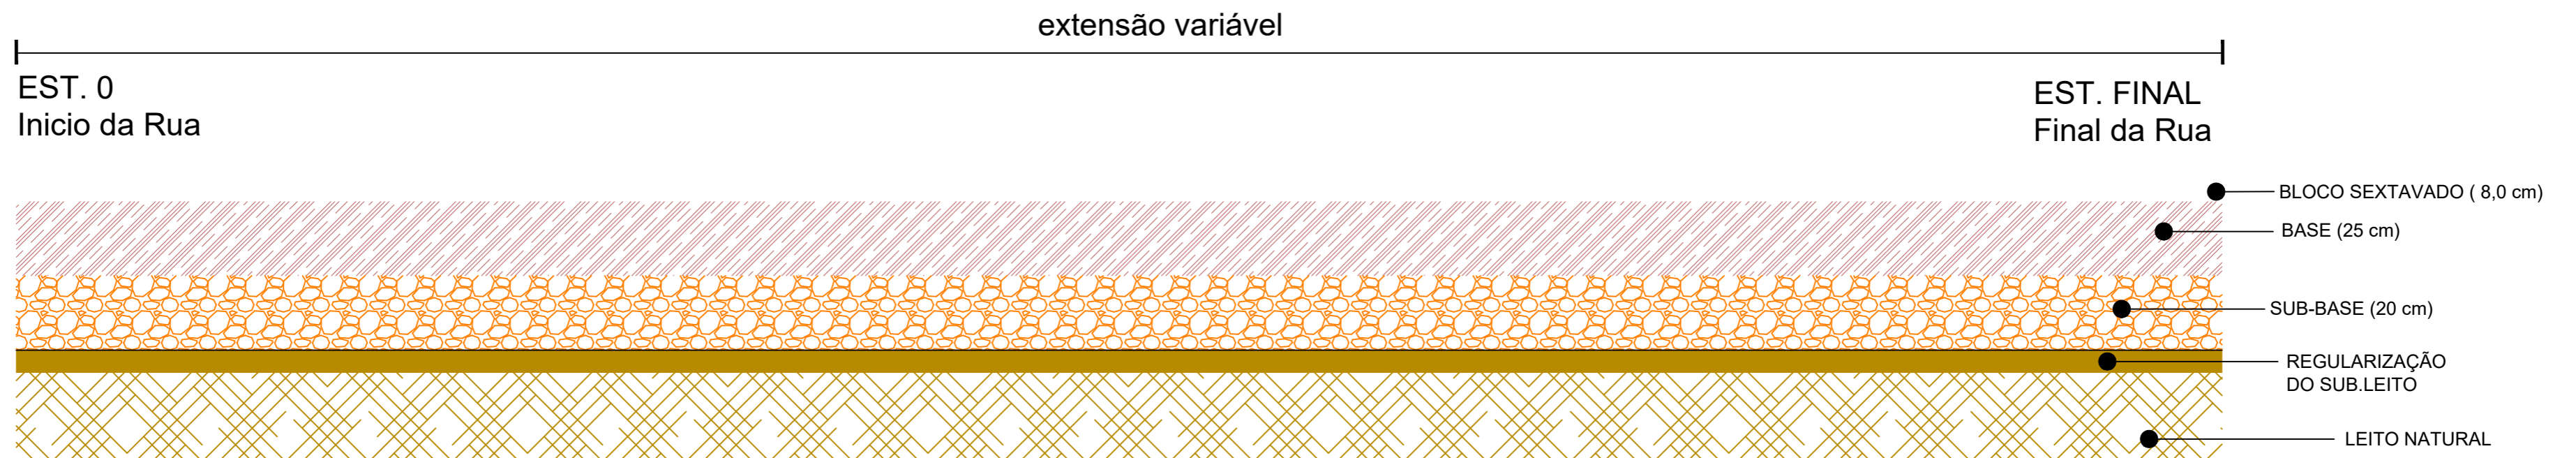 extensão variável
EST. 0
Inicio da Rua
EST. FINAL
Final da Rua
BLOCO SEXTAVADO ( 8,0 cm)
BASE (25 cm)
SUB-BASE (20 cm)
REGULARIZAÇÃO
DO SUB.LEITO
LEITO NATURAL